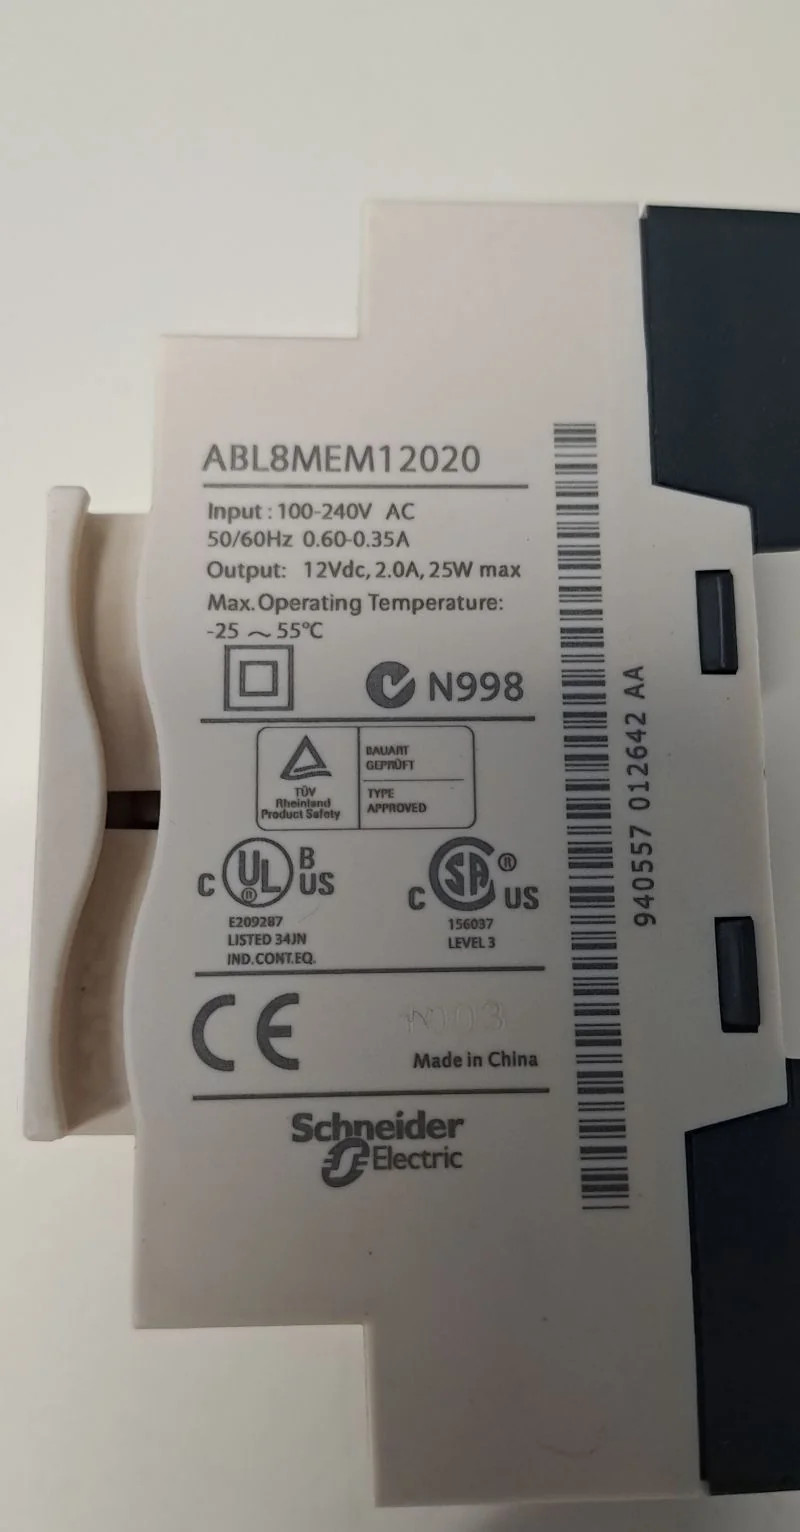 ABL8MEM12020
Input : 100-240V AC
50/60Hz 0.60-0.35A
Output: 12Vdc, 2.0A, 25W max
Max. Operating Temperature:
-25 ~ 55°C
N998
TÜV
Rheinland
Product Safety
BAUART
GEPRÜFT
TYPE
APPROVED
C UL ® B US
E209287
LISTED 34JN
IND.CONT.EQ.
C SA ® US
156037
LEVEL 3
CE
Made in China
Schneider
Electric
940557 012642 AA